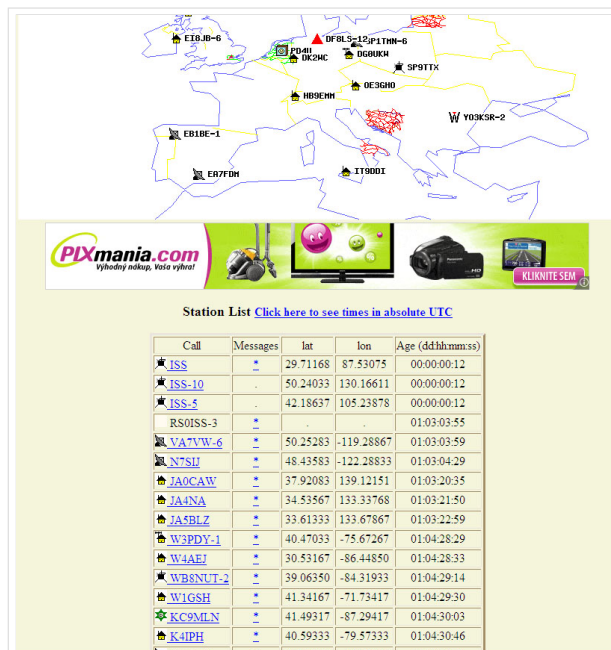 EI8JB-6
DF8LS-12 SP1TMN-6
PD4U DG0UKW
DK2WC
SP9TTX
HB9EMM OE3GHO
YO3KSR-2
EB1BE-1
EA7FDM IT9DDI
PIXmania.com
Výhodný nákup, Vaša výhra!
KLIKNITE SEM
Station List Click here to see times in absolute UTC
Call Messages lat lon Age (dd:hh:mm:ss)
ISS * 29.71168 87.53075 00:00:00:12
ISS-10 . 50.24033 130.16611 00:00:00:12
ISS-5 . 42.18637 105.23878 00:00:00:12
RS0ISS-3 * . . 01:03:03:55
VA7VW-6 * 50.25283 -119.28867 01:03:03:59
N7SIJ * 48.43583 -122.28833 01:03:04:29
JA0CAW * 37.92083 139.12151 01:03:20:35
JA4NA * 34.53567 133.33768 01:03:21:50
JA5BLZ * 33.61333 133.67867 01:03:22:59
W3PDY-1 * 40.47033 -75.67267 01:04:28:29
W4AEJ * 30.53167 -86.44850 01:04:28:33
WB8NUT-2 * 39.06350 -84.31933 01:04:29:14
W1GSH * 41.34167 -71.73417 01:04:29:30
KC9MLN * 41.49317 -87.29417 01:04:30:03
K4IPH * 40.59333 -79.57333 01:04:30:46